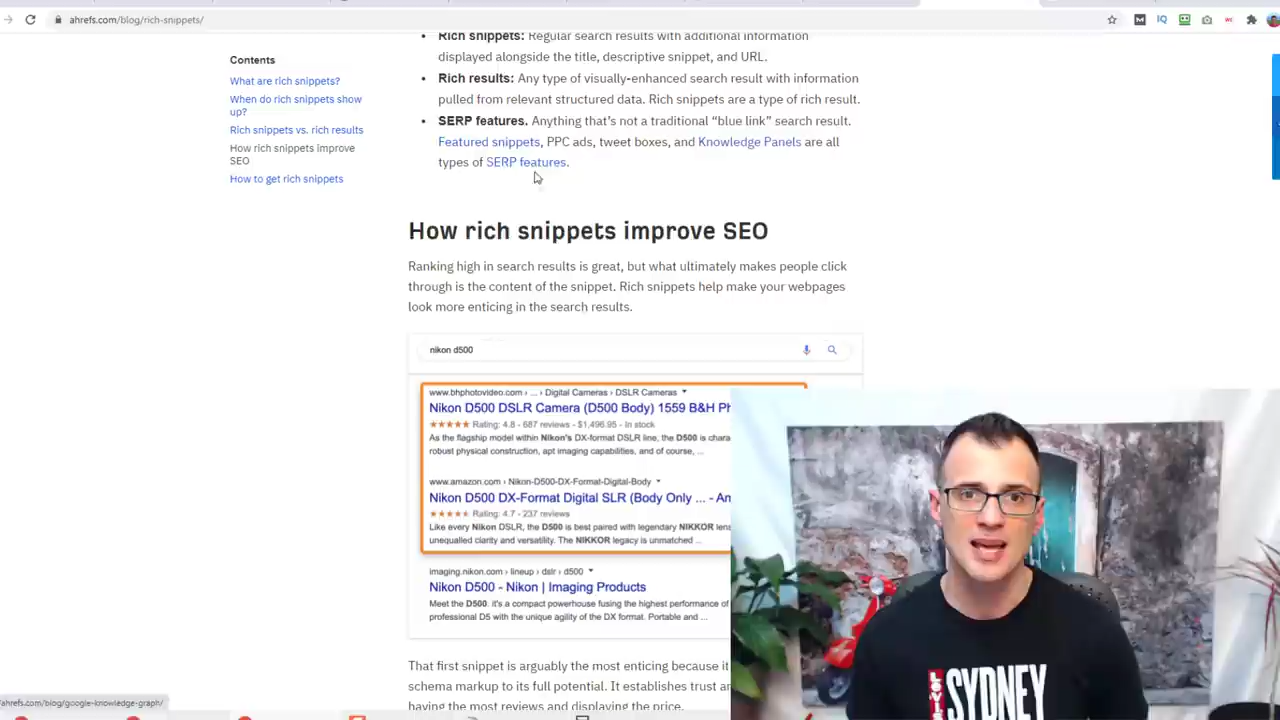 ahrefs.com/blog/rich-snippets/
Contents
What are rich snippets?
When do rich snippets show
up?
Rich snippets vs. rich results
How rich snippets improve
SEO
How to get rich snippets
Rich snippets: Regular search results with additional information
displayed alongside the title, descriptive snippet, and URL.
Rich results: Any type of visually-enhanced search result with information
pulled from relevant structured data. Rich snippets are a type of rich result.
SERP features. Anything that’s not a traditional “blue link” search result.
Featured snippets, PPC ads, tweet boxes, and Knowledge Panels are all
types of SERP features.
How rich snippets improve SEO
Ranking high in search results is great, but what ultimately makes people click
through is the content of the snippet. Rich snippets help make your webpages
look more enticing in the search results.
nikon d500
www.bhphotovideo.com › ... › Digital Cameras › DSLR Cameras
Nikon D500 DSLR Camera (D500 Body) 1559 B&H Ph
Rating: 4.8 - 687 reviews - $1,496.95 - In stock
As the flagship model within Nikon's DX-format DSLR line, the D500 is chara
robust physical construction, apt imaging capabilities, and of course, ...
www.amazon.com › Nikon-D500-DX-Format-Digital-Body
Nikon D500 DX-Format Digital SLR (Body Only ... - Am
Rating: 4.7 - 237 reviews
Like every Nikon DSLR, the D500 is best paired with legendary NIKKOR lens
unequalled clarity and versatility. The NIKKOR legacy is unmatched ...
imaging.nikon.com › lineup › dslr › d500
Nikon D500 - Nikon | Imaging Products
Meet the D500. it's a compact powerhouse fusing the highest performance of
professional D5 with the unique agility of the DX format. Portable and ...
That first snippet is arguably the most enticing because it
schema markup to its full potential. It establishes trust an
having the most reviews and displaying the price.
SYDNEY
/ahrefs.com/blog/google-knowledge-graph/